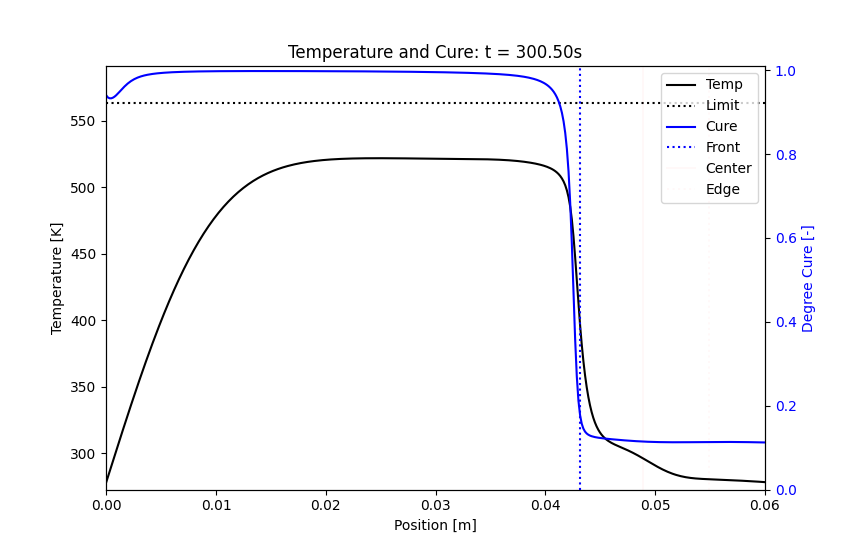 Temperature and Cure: t = 300.50s
Temp
Limit
Cure
Front
Center
Edge
550
500
450
400
350
300
Temperature [K]
1.0
0.8
0.6
0.4
0.2
0.0
Degree Cure [-]
0.00 0.01 0.02 0.03 0.04 0.05 0.06
Position [m]